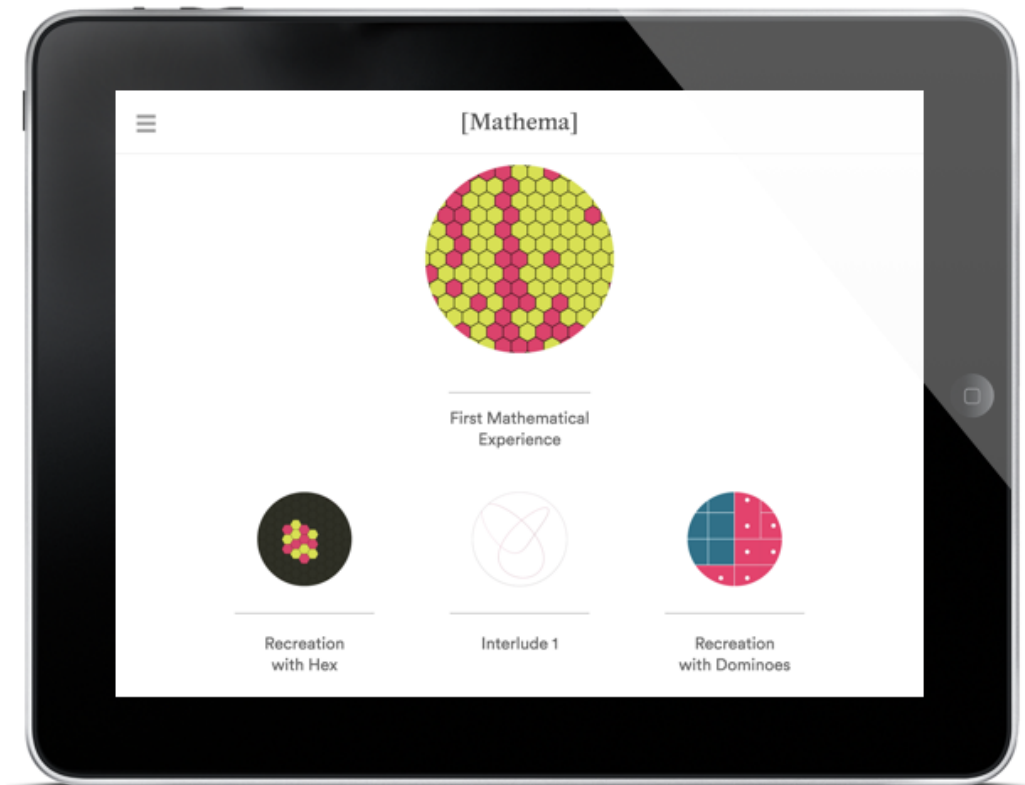 [Mathema]
First Mathematical
Experience
Recreation
with Hex
Interlude 1
Recreation
with Dominoes